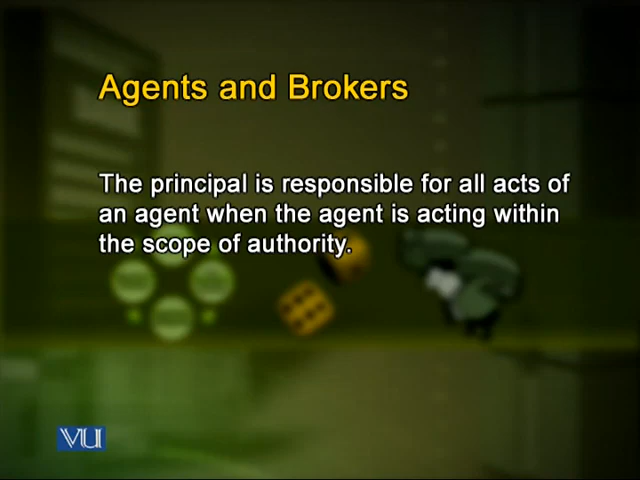 Agents and Brokers
The principal is responsible for all acts of
an agent when the agent is acting within
the scope of authority.
VU